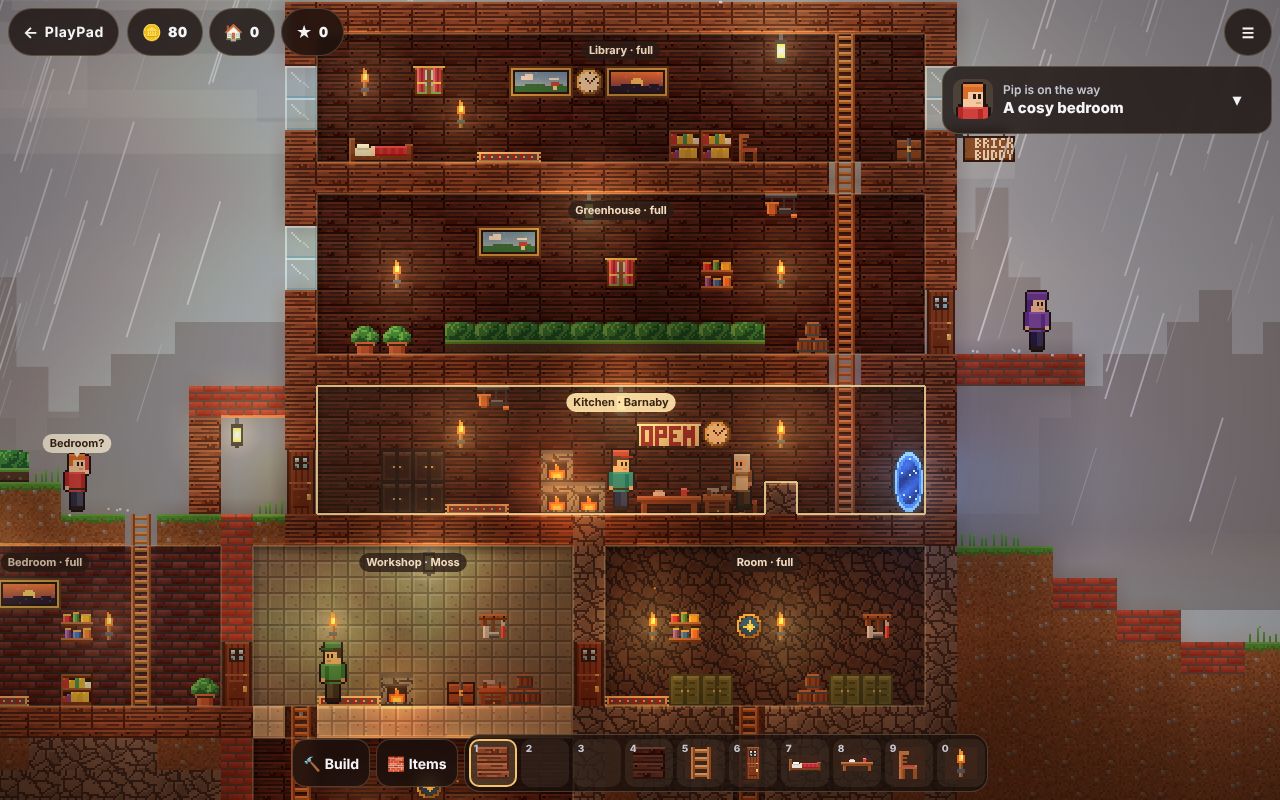 ← PlayPad
80
0
★ 0
Library · full
Pip is on the way
A cosy bedroom
BRICK
BUDDY
Greenhouse · full
Kitchen · Barnaby
OPEN
Bedroom?
Bedroom · full
Workshop · Moss
Room · full
Build
Items
1
2
3
4
5
6
7
8
9
0